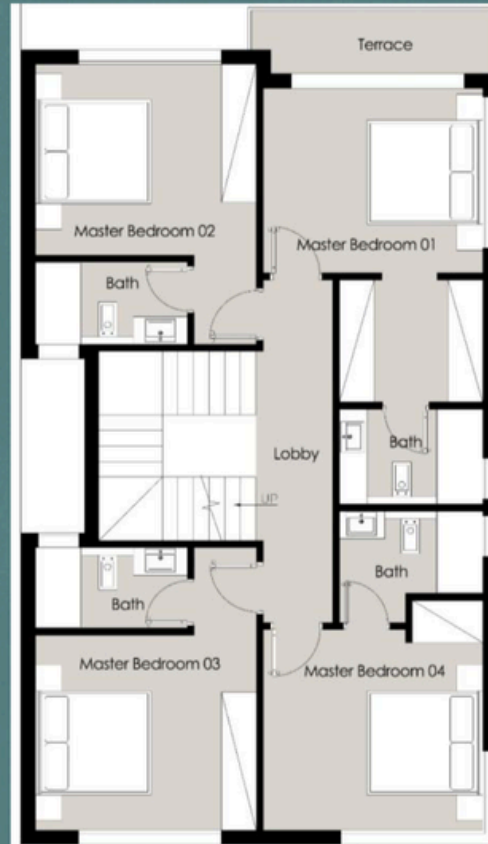 Terrace
Master Bedroom 02
Master Bedroom 01
Bath
Bath
Lobby
UP
Bath
Bath
Master Bedroom 03
Master Bedroom 04